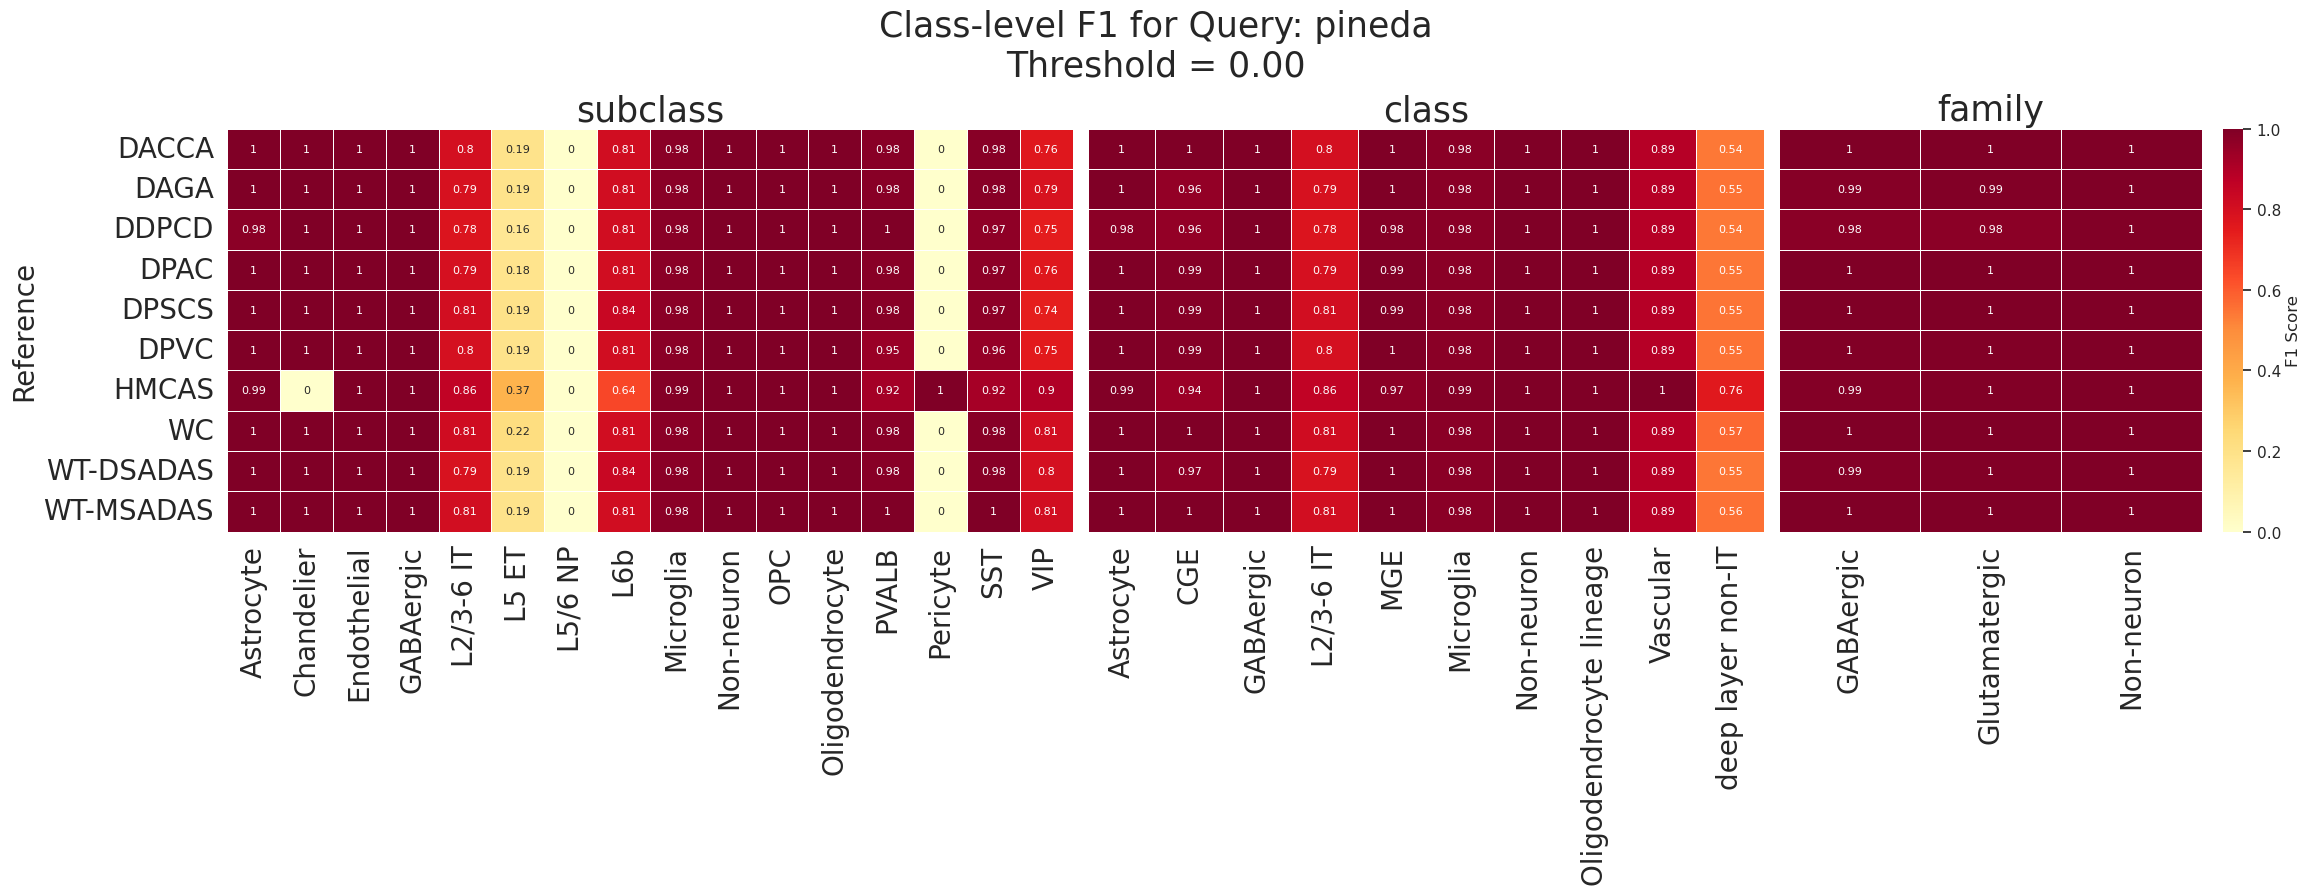 Class-level F1 for Query: pineda
Threshold = 0.00
subclass class family
Reference
DACCA 1 1 1 1 0.8 0.19 0 0.81 0.98 1 1 1 0.98 0 0.98 0.76 1 1 1 0.8 1 0.98 1 1 0.89 0.54 1 1 1
DAGA 1 1 1 1 0.79 0.19 0 0.81 0.98 1 1 1 0.98 0 0.98 0.79 1 0.96 1 0.79 1 0.98 1 1 0.89 0.55 0.99 0.99 1
DDPCD 0.98 1 1 1 0.78 0.16 0 0.81 0.98 1 1 1 1 0 0.97 0.75 0.98 0.96 1 0.78 0.98 0.98 1 1 0.89 0.54 0.98 0.98 1
DPAC 1 1 1 1 0.79 0.18 0 0.81 0.98 1 1 1 0.98 0 0.97 0.76 1 0.99 1 0.79 0.99 0.98 1 1 0.89 0.55 1 1 1
DPSCS 1 1 1 1 0.81 0.19 0 0.84 0.98 1 1 1 0.98 0 0.97 0.74 1 0.99 1 0.81 0.99 0.98 1 1 0.89 0.55 1 1 1
DPVC 1 1 1 1 0.8 0.19 0 0.81 0.98 1 1 1 0.95 0 0.96 0.75 1 0.99 1 0.8 1 0.98 1 1 0.89 0.55 1 1 1
HMCAS 0.99 0 1 1 0.86 0.37 0 0.64 0.99 1 1 1 0.92 1 0.92 0.9 0.99 0.94 1 0.86 0.97 0.99 1 1 1 0.76 0.99 1 1
WC 1 1 1 1 0.81 0.22 0 0.81 0.98 1 1 1 0.98 0 0.98 0.81 1 1 1 0.81 1 0.98 1 1 0.89 0.57 1 1 1
WT-DSADAS 1 1 1 1 0.79 0.19 0 0.84 0.98 1 1 1 0.98 0 0.98 0.8 1 0.97 1 0.79 1 0.98 1 1 0.89 0.55 0.99 1 1
WT-MSADAS 1 1 1 1 0.81 0.19 0 0.81 0.98 1 1 1 1 0 1 0.81 1 1 1 0.81 1 0.98 1 1 0.89 0.56 1 1 1
Astrocyte
Chandelier
Endothelial
GABAergic
L2/3-6 IT
L5 ET
L5/6 NP
L6b
Microglia
Non-neuron
OPC
Oligodendrocyte
PVALB
Pericyte
SST
VIP
Astrocyte
CGE
GABAergic
L2/3-6 IT
MGE
Microglia
Non-neuron
Oligodendrocyte lineage
Vascular
deep layer non-IT
GABAergic
Glutamatergic
Non-neuron
1.0
0.8
0.6
0.4
0.2
0.0
F1 Score